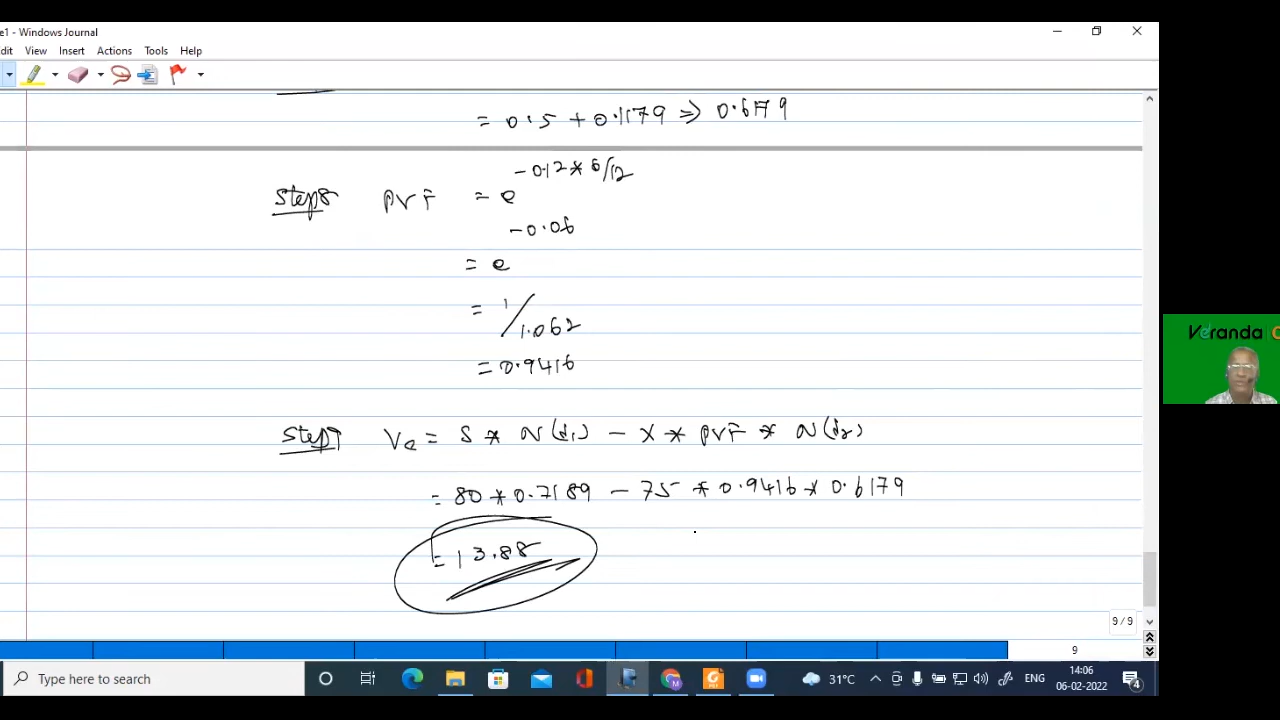 e1 - Windows Journal
dit View Insert Actions Tools Help
= 0.5 + 0.1179 ⇒ 0.6179
Step8 PVF = e^-0.12*6/12
= e^-0.06
= 1/1.062
= 0.9416
Step9 Vc = S * N(d1) - X * PVF * N(d2)
= 80 * 0.7189 - 75 * 0.9416 * 0.6179
= 13.88
Veranda
9 / 9
9
Type here to search
31°C
ENG
14:06
06-02-2022
4